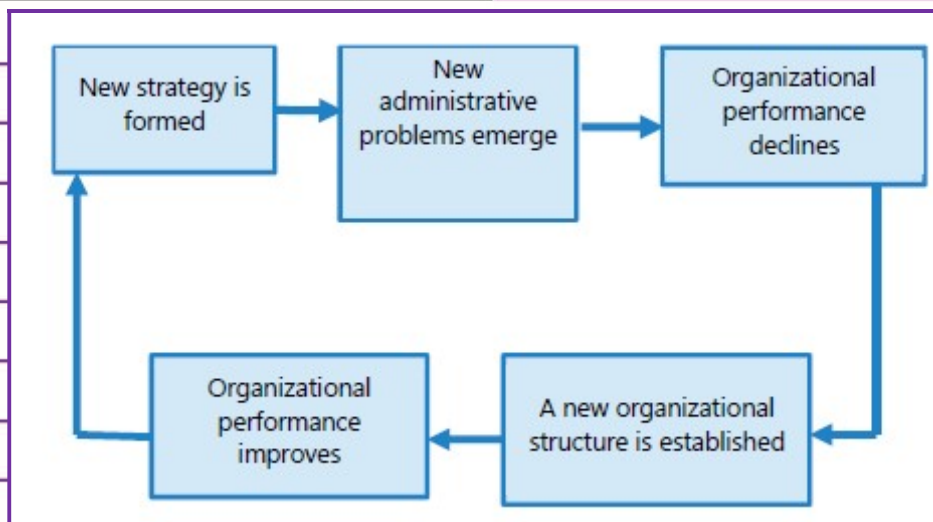 New strategy is
formed
New
administrative
problems emerge
Organizational
performance
declines
A new organizational
structure is established
Organizational
performance
improves